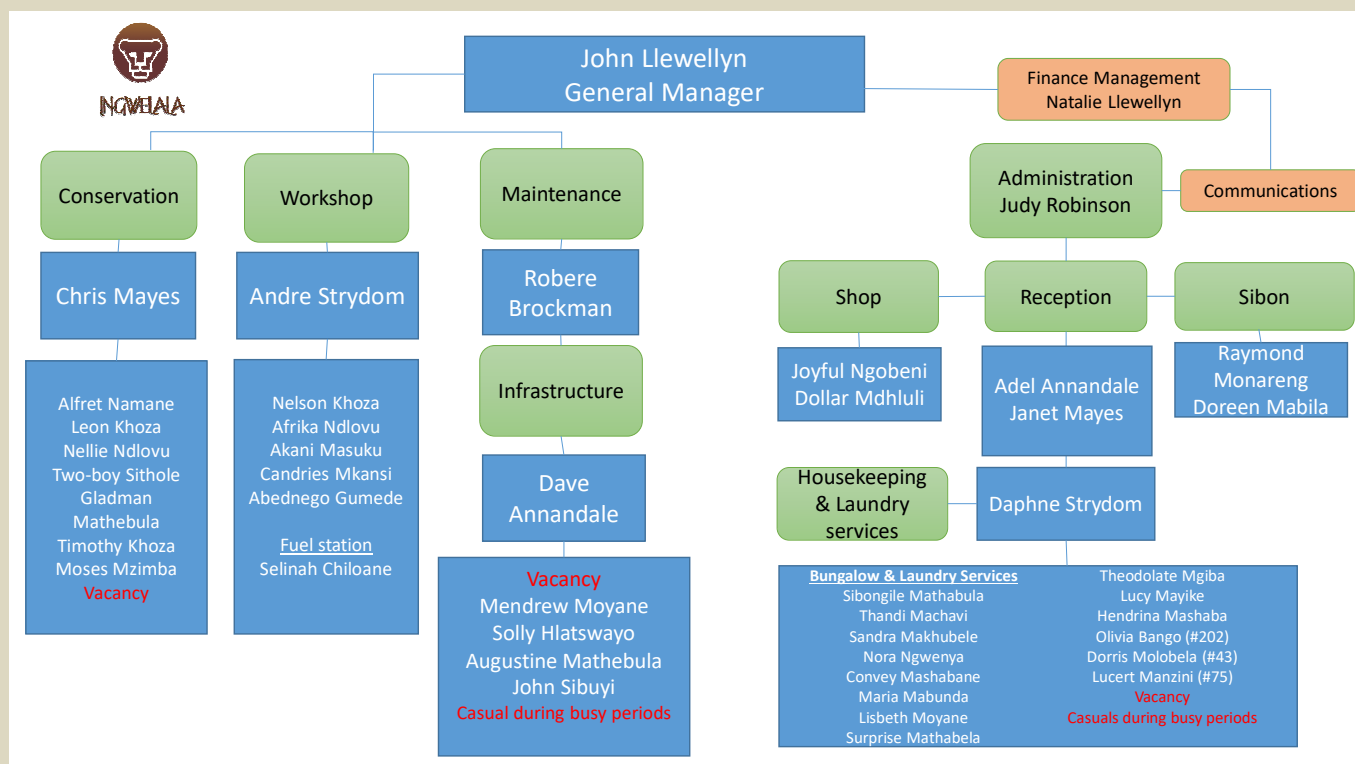 INGWELALA
John Llewellyn
General Manager
Finance Management
Natalie Llewellyn
Communications
Conservation
Workshop
Maintenance
Administration
Judy Robinson
Chris Mayes
Andre Strydom
Robere
Brockman
Infrastructure
Dave
Annandale
Alfret Namane
Leon Khoza
Nellie Ndlovu
Two-boy Sithole
Gladman
Mathebula
Timothy Khoza
Moses Mzimba
Vacancy
Nelson Khoza
Afrika Ndlovu
Akani Masuku
Candries Mkansi
Abednego Gumede
Fuel station
Selinah Chiloane
Vacancy
Mendrew Moyane
Solly Hlatswayo
Augustine Mathebula
John Sibuyi
Casual during busy periods
Shop
Reception
Sibon
Joyful Ngobeni
Dollar Mdhluli
Adel Annandale
Janet Mayes
Raymond
Monareng
Doreen Mabila
Housekeeping
& Laundry
services
Daphne Strydom
Bungalow & Laundry Services
Sibongile Mathabula
Thandi Machavi
Sandra Makhubele
Nora Ngwenya
Convey Mashabane
Maria Mabunda
Lisbeth Moyane
Surprise Mathabela
Theodolate Mgiba
Lucy Mayike
Hendrina Mashaba
Olivia Bango (#202)
Dorris Molobela (#43)
Lucert Manzini (#75)
Vacancy
Casuals during busy periods